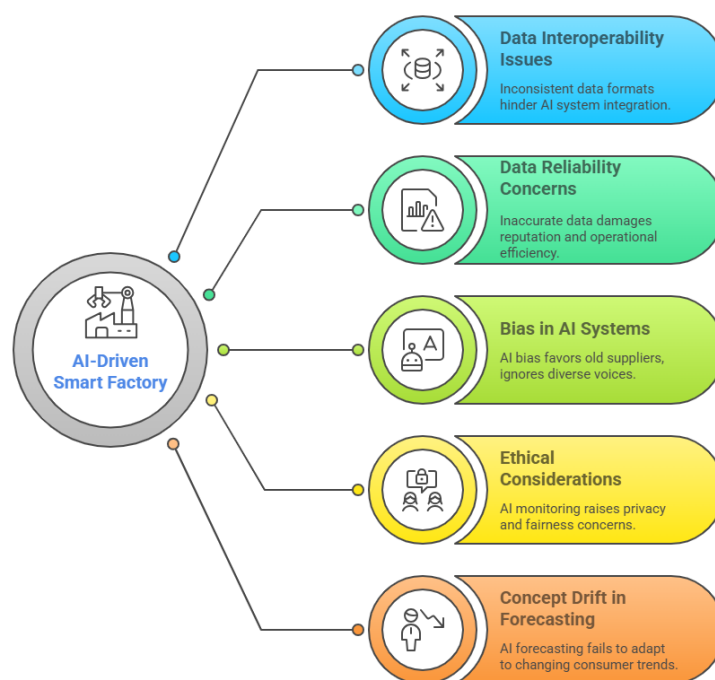 Data Interoperability
Issues
Inconsistent data formats
hinder AI system integration.
Data Reliability
Concerns
Inaccurate data damages
reputation and operational
efficiency.
AI-Driven
Smart Factory
Bias in AI Systems
AI bias favors old suppliers,
ignores diverse voices.
A
Ethical
Considerations
AI monitoring raises privacy
and fairness concerns.
Concept Drift in
Forecasting
AI forecasting fails to adapt
to changing consumer trends.